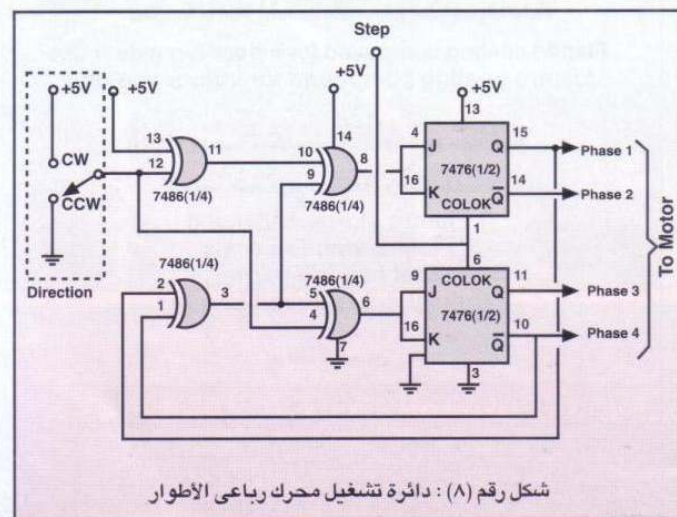 Step
+5V
+5V
+5V
+5V
13
14
13
11
12
7486(1/4)
10
8
9
7486(1/4)
4
J
Q
15
Phase 1
7476(1/2)
16
K
Q
14
Phase 2
COLOK
1
CW
CCW
Direction
7486(1/4)
2
3
1
7486(1/4)
5
6
4
7
6
COLOK
9
J
Q
11
Phase 3
7476(1/2)
16
K
Q
10
Phase 4
3
To Motor
شكل رقم (٨) : دائرة تشغيل محرك رباعى الأطوار